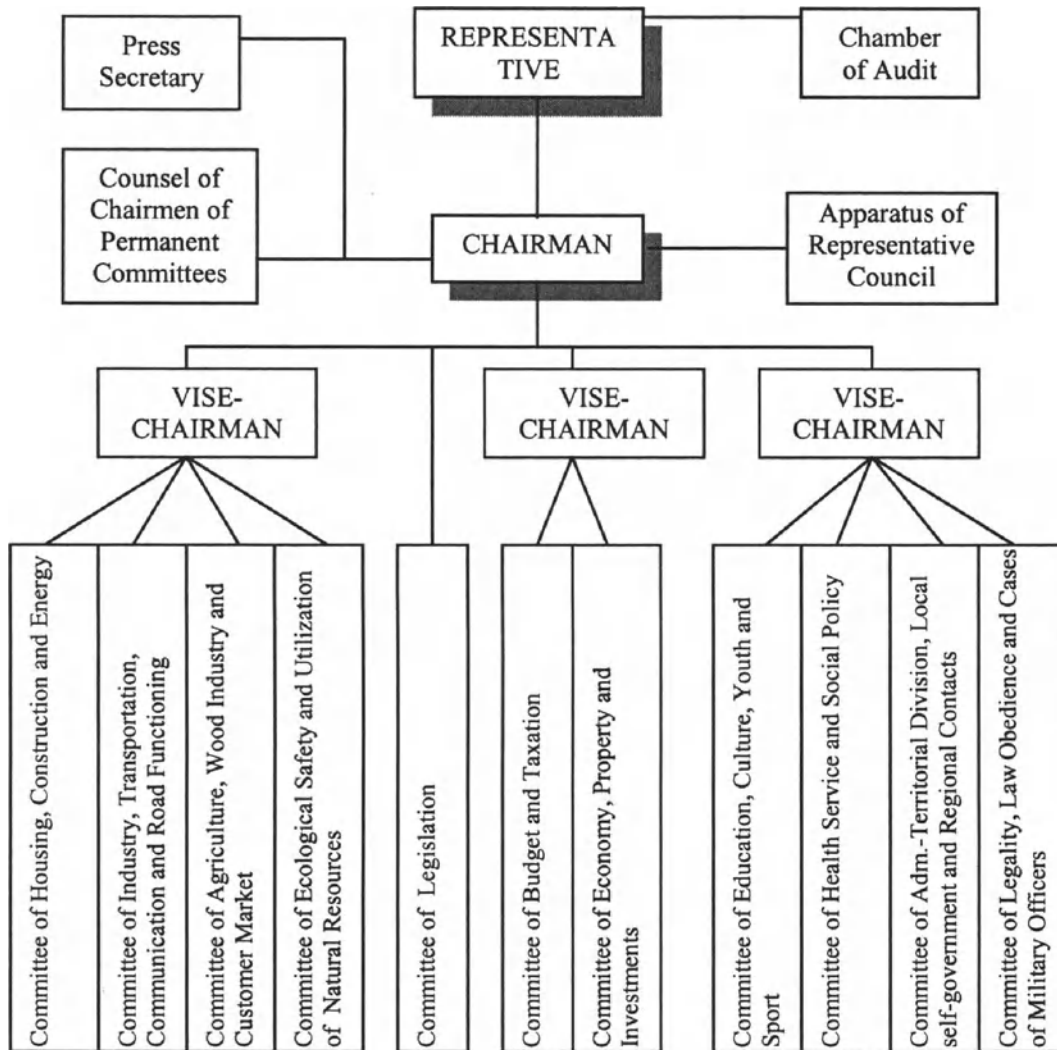 Press
Secretary
REPRESENTA
TIVE
Chamber
of Audit
Counsel of
Chairmen of
Permanent
Committees
CHAIRMAN
Apparatus of
Representative
Council
VISE-
CHAIRMAN
VISE-
CHAIRMAN
VISE-
CHAIRMAN
Committee of Housing, Construction and Energy
Committee of Industry, Transportation,
Communication and Road Functioning
Committee of Agriculture, Wood Industry and
Customer Market
Committee of Ecological Safety and Utilization
of Natural Resources
Committee of Legislation
Committee of Budget and Taxation
Committee of Economy, Property and
Investments
Committee of Education, Culture, Youth and
Sport
Committee of Health Service and Social Policy
Committee of Adm.-Territorial Division, Local
self-government and Regional Contacts
Committee of Legality, Law Obedience and Cases
of Military Officers